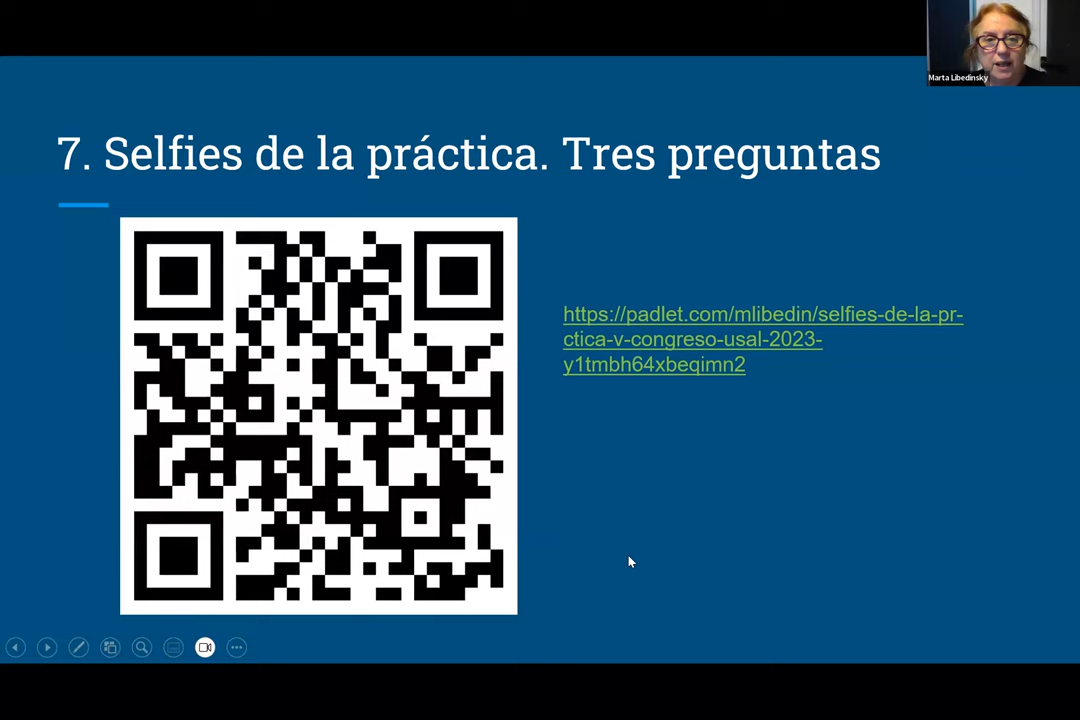 Marta Libedinsky
7. Selfies de la práctica. Tres preguntas
https://padlet.com/mlibedin/selfies-de-la-pr-
ctica-v-congreso-usal-2023-
y1tmbh64xbeqimn2